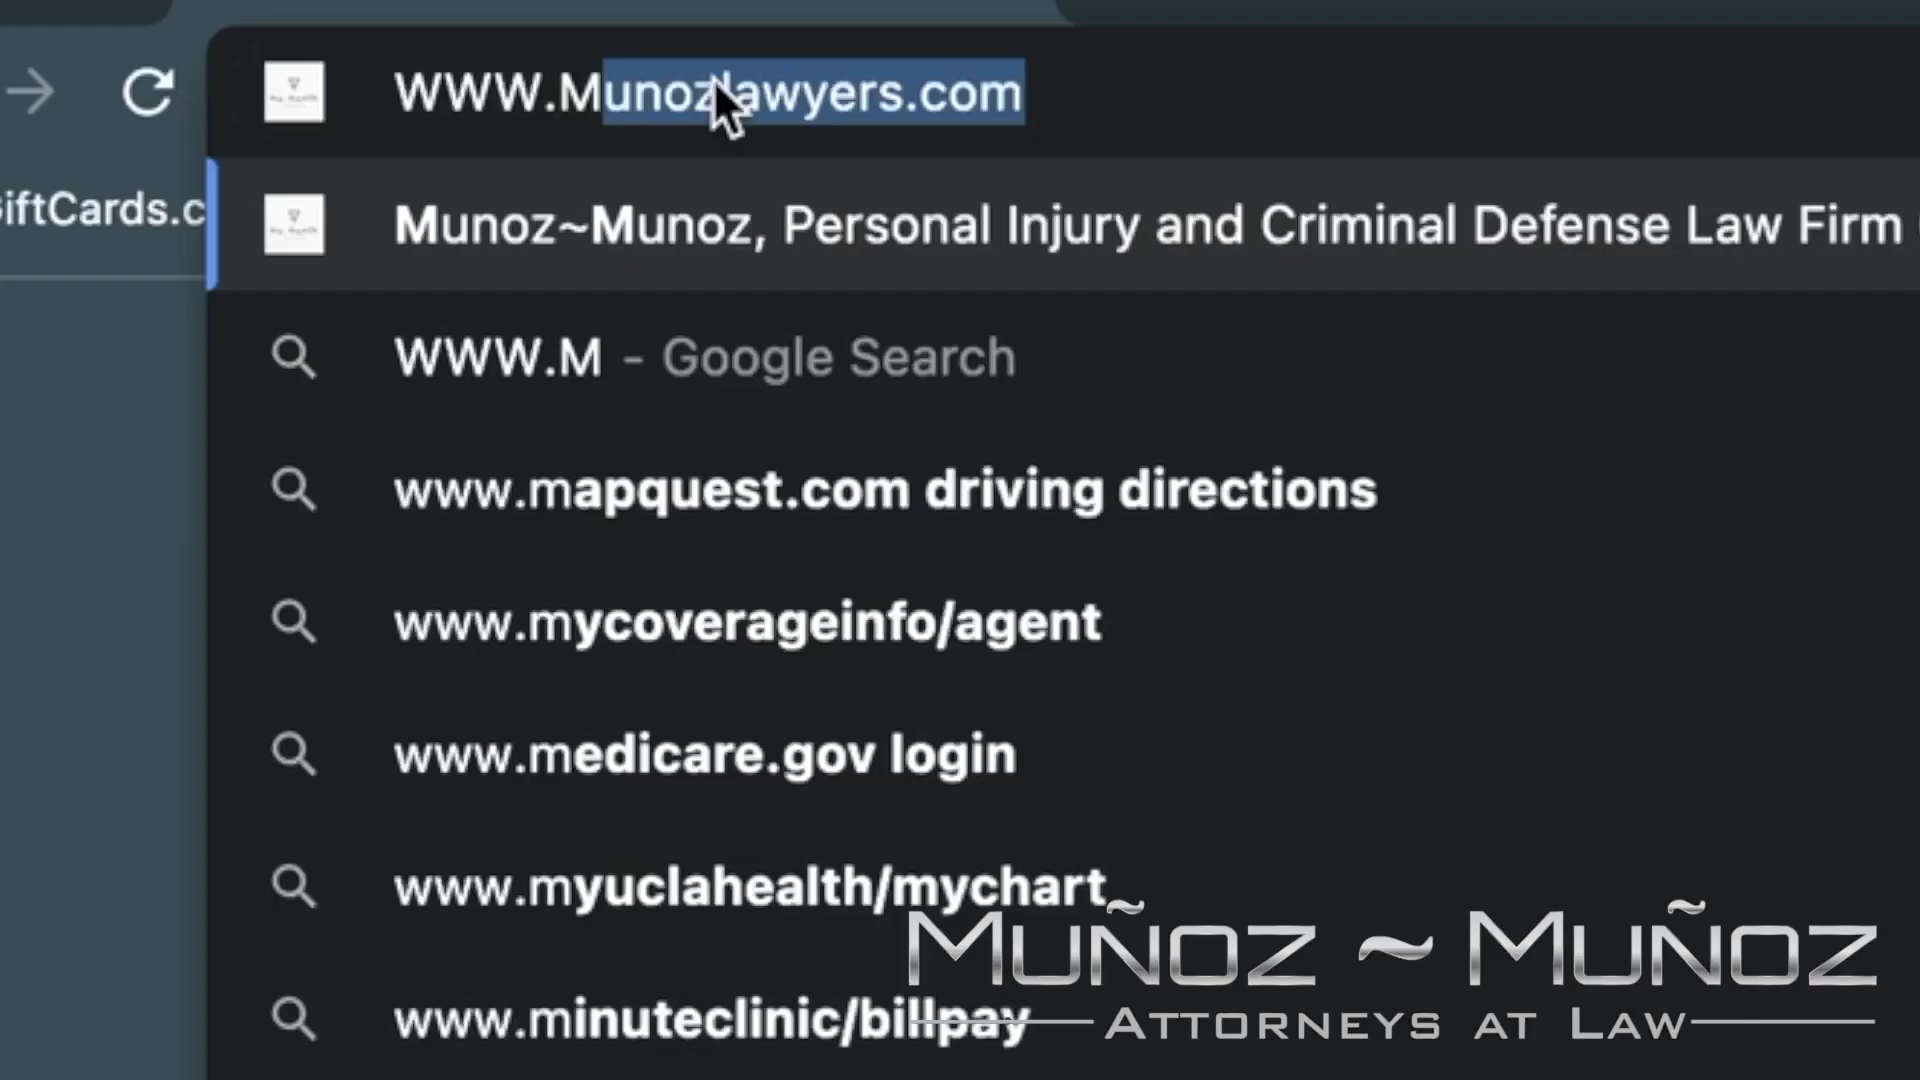 WWW.Munozlawyers.com
iftCards.c
Munoz~Munoz, Personal Injury and Criminal Defense Law Firm
WWW.M - Google Search
www.mapquest.com driving directions
www.mycoverageinfo/agent
www.medicare.gov login
www.myuclahealth/mychart
www.minuteclinic/billpay
MUÑOZ ~ MUÑOZ
ATTORNEYS AT LAW